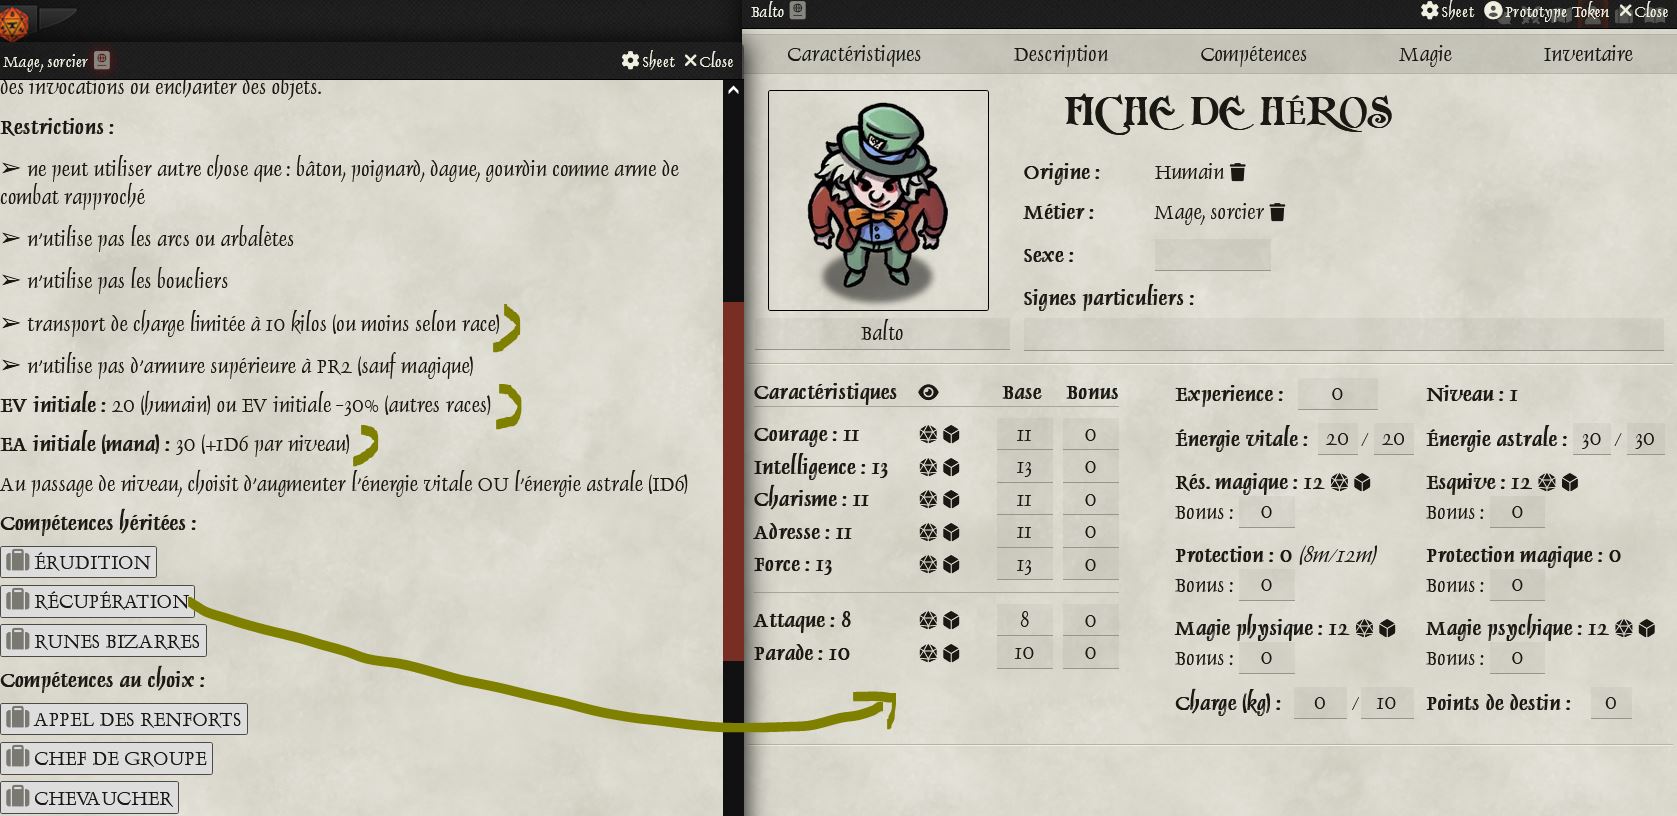 Mage, sorcier
Sheet
Close
des invocations ou enchanter des objets.
Restrictions :
➢ ne peut utiliser autre chose que : bâton, poignard, dague, gourdin comme arme de
combat rapproché
➢ n'utilise pas les arcs ou arbalètes
➢ n'utilise pas les boucliers
➢ transport de charge limitée à 10 kilos (ou moins selon race)
➢ n'utilise pas d'armure supérieure à PR2 (sauf magique)
EV initiale : 20 (humain) ou EV initiale -30% (autres races)
EA initiale (mana) : 30 (+1D6 par niveau)
Au passage de niveau, choisit d'augmenter l'énergie vitale OU l'énergie astrale (1D6)
Compétences héritées :
ÉRUDITION
RÉCUPÉRATION
RUNES BIZARRES
Compétences au choix :
APPEL DES RENFORTS
CHEF DE GROUPE
CHEVAUCHER
Balto
Sheet
Prototype Token
Close
Caractéristiques
Description
Compétences
Magie
Inventaire
FICHE DE HÉROS
Origine : Humain
Métier : Mage, sorcier
Sexe :
Signes particuliers :
Balto
Caractéristiques Base Bonus
Courage : 11 11 0
Intelligence : 13 13 0
Charisme : 11 11 0
Adresse : 11 11 0
Force : 13 13 0
Attaque : 8 8 0
Parade : 10 10 0
Experience : 0 Niveau : 1
Énergie vitale : 20 / 20 Énergie astrale : 30 / 30
Rés. magique : 12 Esquive : 12
Bonus : 0 Bonus : 0
Protection : 0 (8m/12m) Protection magique : 0
Bonus : 0 Bonus : 0
Magie physique : 12 Magie psychique : 12
Bonus : 0 Bonus : 0
Charge (kg) : 0 / 10 Points de destin : 0